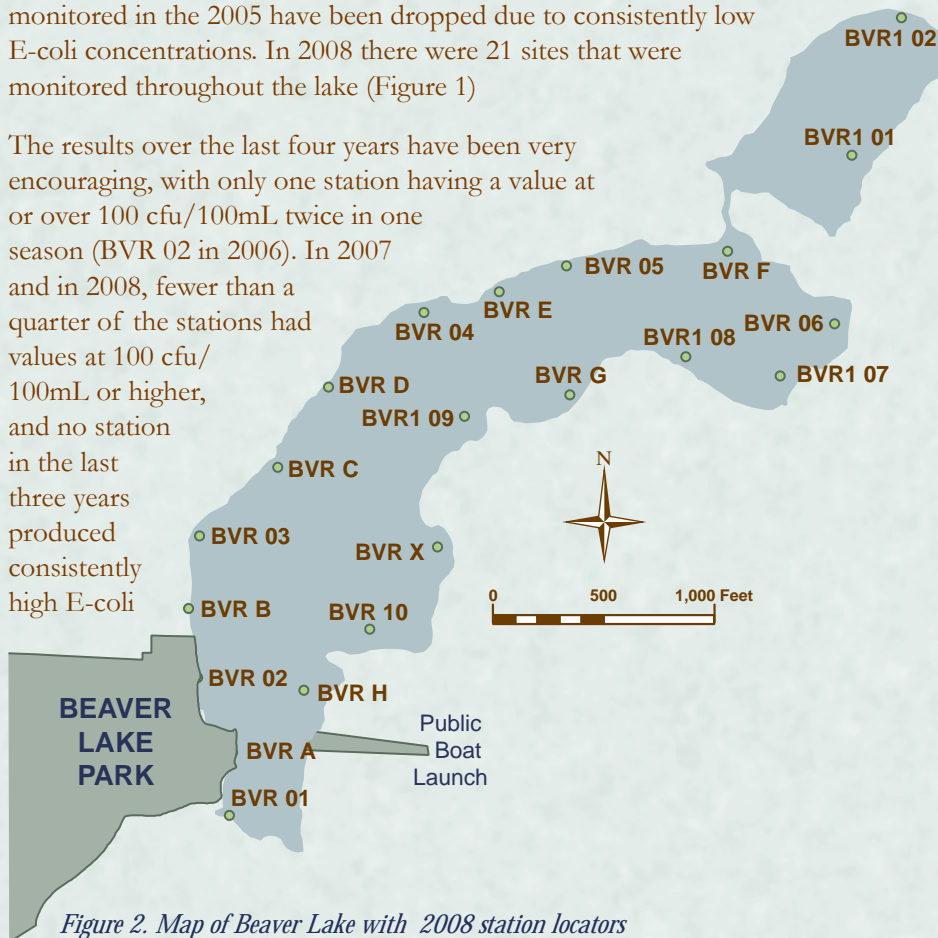 monitored in the 2005 have been dropped due to consistently low
E-coli concentrations. In 2008 there were 21 sites that were
monitored throughout the lake (Figure 1)
The results over the last four years have been very
encouraging, with only one station having a value at
or over 100 cfu/100mL twice in one
season (BVR 02 in 2006). In 2007
and in 2008, fewer than a
quarter of the stations had
values at 100 cfu/
100mL or higher,
and no station
in the last
three years
produced
consistently
high E-coli
BVR1 02
BVR1 01
BVR 05
BVR F
BVR E
BVR 04
BVR 06
BVR1 08
BVR G
BVR1 07
BVR D
BVR1 09
BVR C
N
BVR 03
BVR X
0 500 1,000 Feet
BVR B
BVR 10
BVR 02
BVR H
BEAVER
LAKE
PARK
Public
Boat
Launch
BVR A
BVR 01
Figure 2. Map of Beaver Lake with 2008 station locators